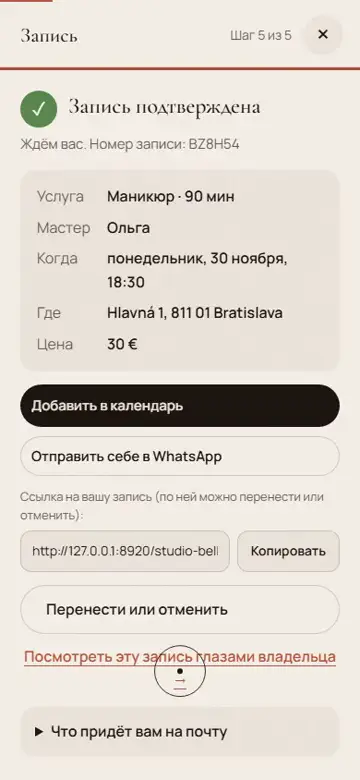 Запись
Шаг 5 из 5
Запись подтверждена
Ждём вас. Номер записи: BZ8H54
Услуга Маникюр · 90 мин
Мастер Ольга
Когда понедельник, 30 ноября,
18:30
Где Hlavná 1, 811 01 Bratislava
Цена 30 €
Добавить в календарь
Отправить себе в WhatsApp
Ссылка на вашу запись (по ней можно перенести или
отменить):
http://127.0.0.1:8920/studio-bell
Копировать
Перенести или отменить
Посмотреть эту запись глазами владельца
→
Что придёт вам на почту